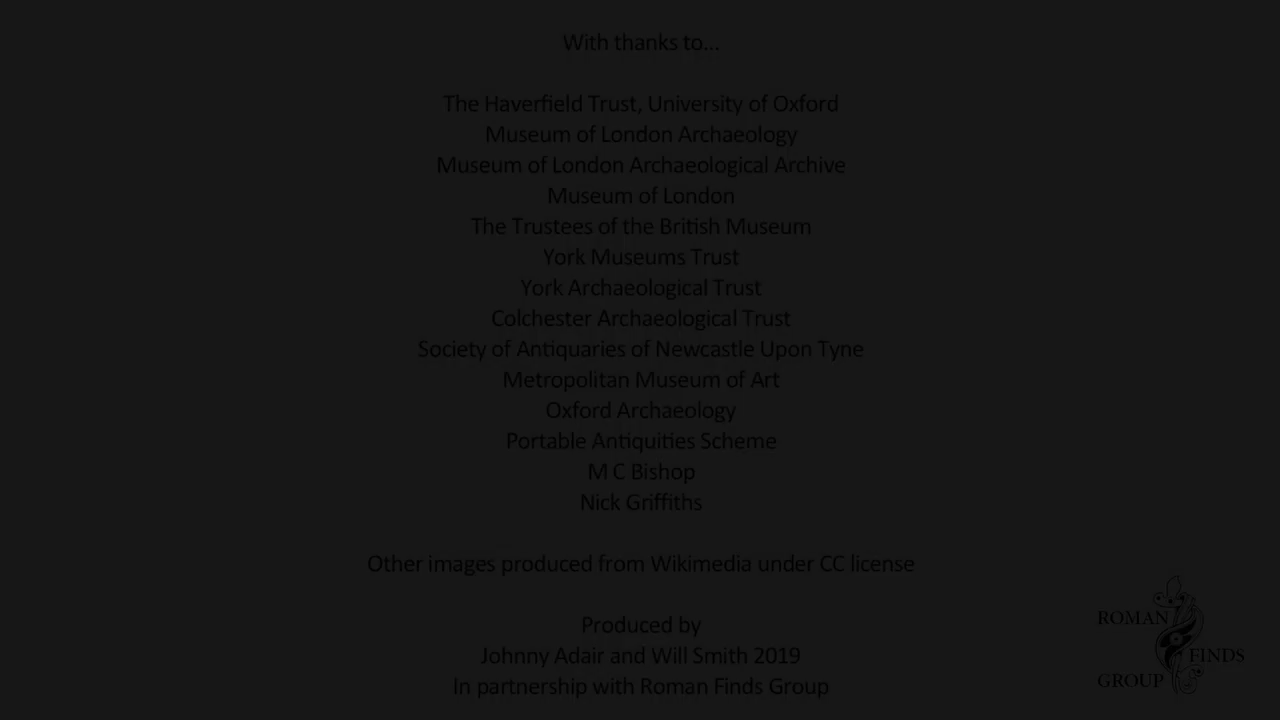 With thanks to...
The Haverfield Trust, University of Oxford
Museum of London Archaeology
Museum of London Archaeological Archive
Museum of London
The Trustees of the British Museum
York Museums Trust
York Archaeological Trust
Colchester Archaeological Trust
Society of Antiquaries of Newcastle Upon Tyne
Metropolitan Museum of Art
Oxford Archaeology
Portable Antiquities Scheme
M C Bishop
Nick Griffiths
Other images produced from Wikimedia under CC license
Produced by
Johnny Adair and Will Smith 2019
In partnership with Roman Finds Group
ROMAN
FINDS
GROUP